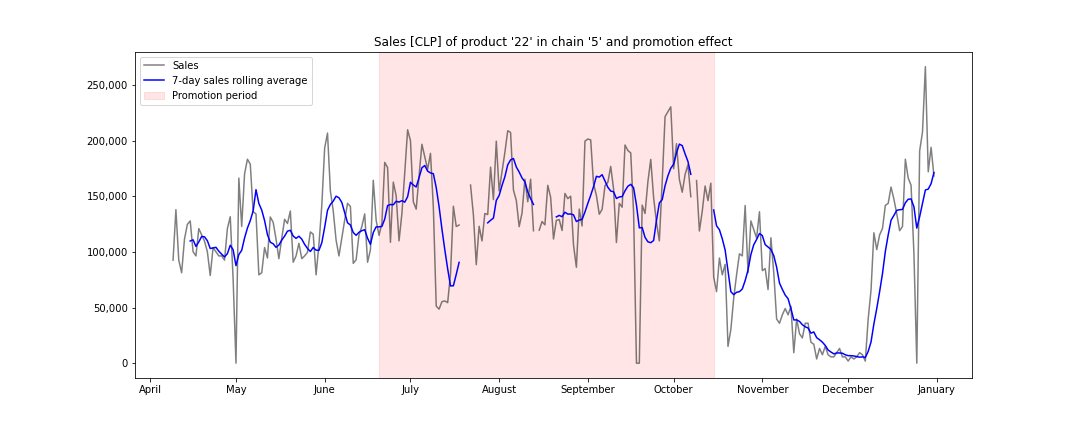 Sales [CLP] of product '22' in chain '5' and promotion effect
Sales
7-day sales rolling average
Promotion period
250,000
200,000
150,000
100,000
50,000
0
April May June July August September October November December January